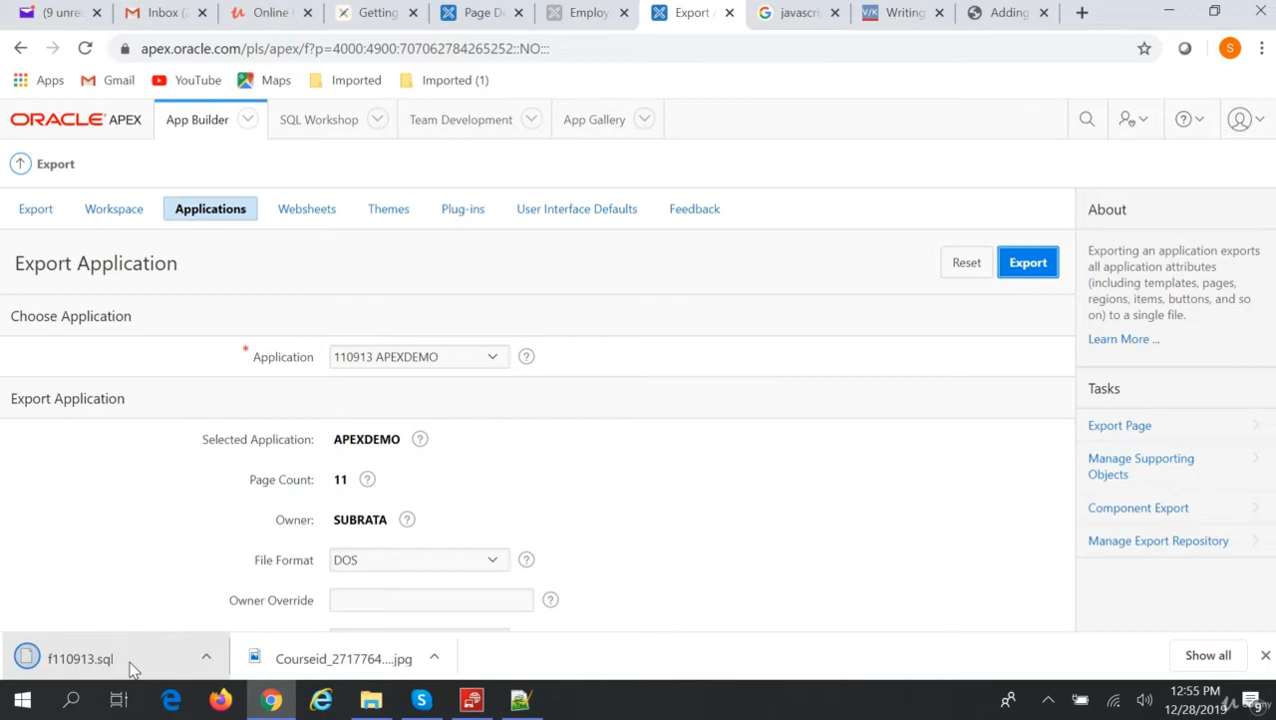 (9 unre
Inbox (
Online
Getting
Page D
Employ
Export
javascri
Writing
Adding
apex.oracle.com/pls/apex/f?p=4000:4900:707062784265252::NO:::
S
Apps
Gmail
YouTube
Maps
Imported
Imported (1)
ORACLE APEX
App Builder
SQL Workshop
Team Development
App Gallery
Export
Export
Workspace
Applications
Websheets
Themes
Plug-ins
User Interface Defaults
Feedback
Export Application
Reset
Export
Choose Application
* Application
110913 APEXDEMO
Export Application
Selected Application: APEXDEMO
Page Count: 11
Owner: SUBRATA
File Format
DOS
Owner Override
About
Exporting an application exports
all application attributes
(including templates, pages,
regions, items, buttons, and so
on) to a single file.
Learn More ...
Tasks
Export Page
Manage Supporting
Objects
Component Export
Manage Export Repository
f110913.sql
Courseid_2717764....jpg
Show all
12:55 PM
12/28/2019